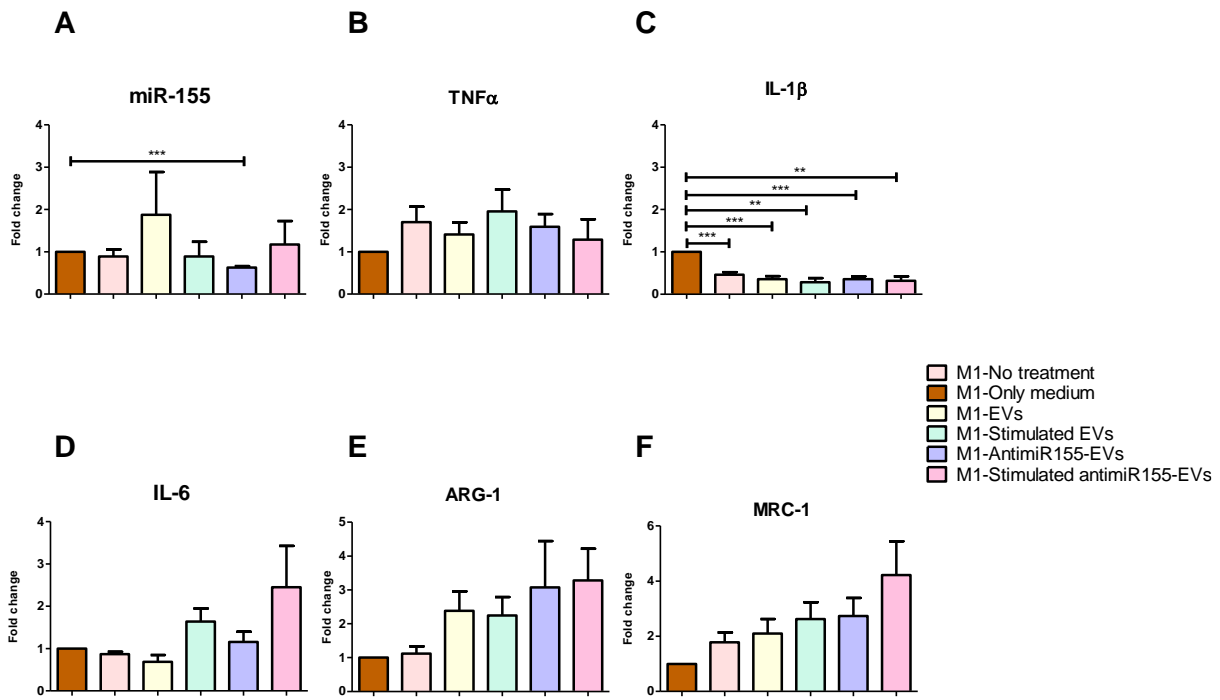 A
miR-155
Fold change
4
3
2
1
0
***
B
TNFα
Fold change
4
3
2
1
0
C
IL-1β
Fold change
4
3
2
1
0
**
***
**
***
***
M1-No treatment
M1-Only medium
M1-EVs
M1-Stimulated EVs
M1-AntimiR155-EVs
M1-Stimulated antimiR155-EVs
D
IL-6
Fold change
4
3
2
1
0
E
ARG-1
Fold change
5
4
3
2
1
0
F
MRC-1
Fold change
6
4
2
0